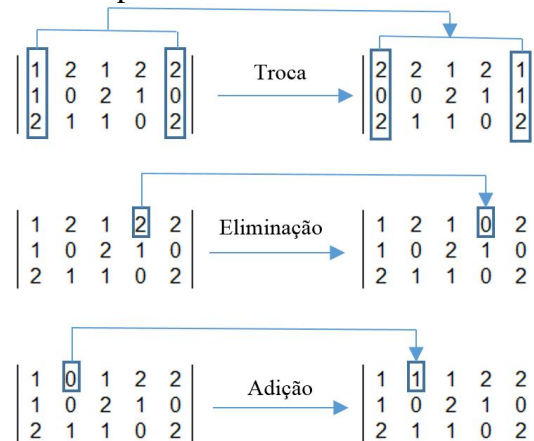 1 2 1 2 2 Troca 2 2 1 2 1
1 0 2 1 0 0 0 2 1 1
2 1 1 0 2 2 1 1 0 2
1 2 1 2 2 Eliminação 1 2 1 0 2
1 0 2 1 0 1 0 2 1 0
2 1 1 0 2 2 1 1 0 2
1 0 1 2 2 Adição 1 1 1 2 2
1 0 2 1 0 1 0 2 1 0
2 1 1 0 2 2 1 1 0 2